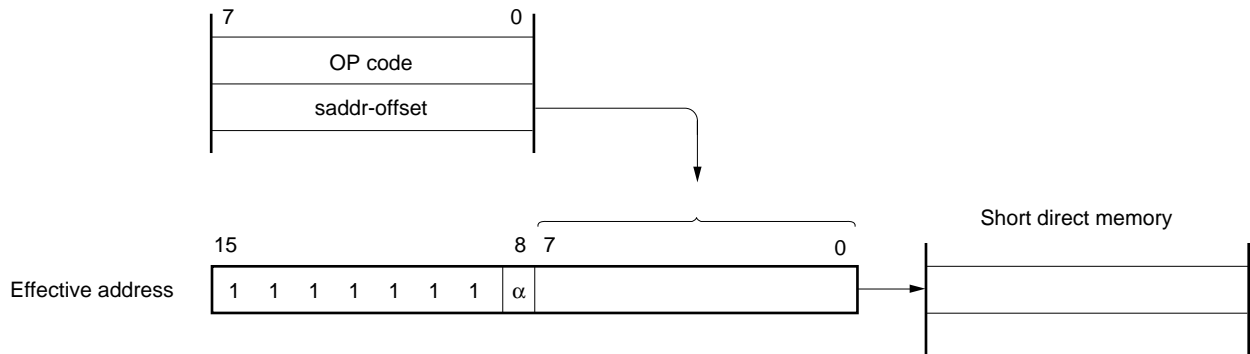 7 0
OP code
saddr-offset
Short direct memory
15 8 7 0
Effective address 1 1 1 1 1 1 1 α